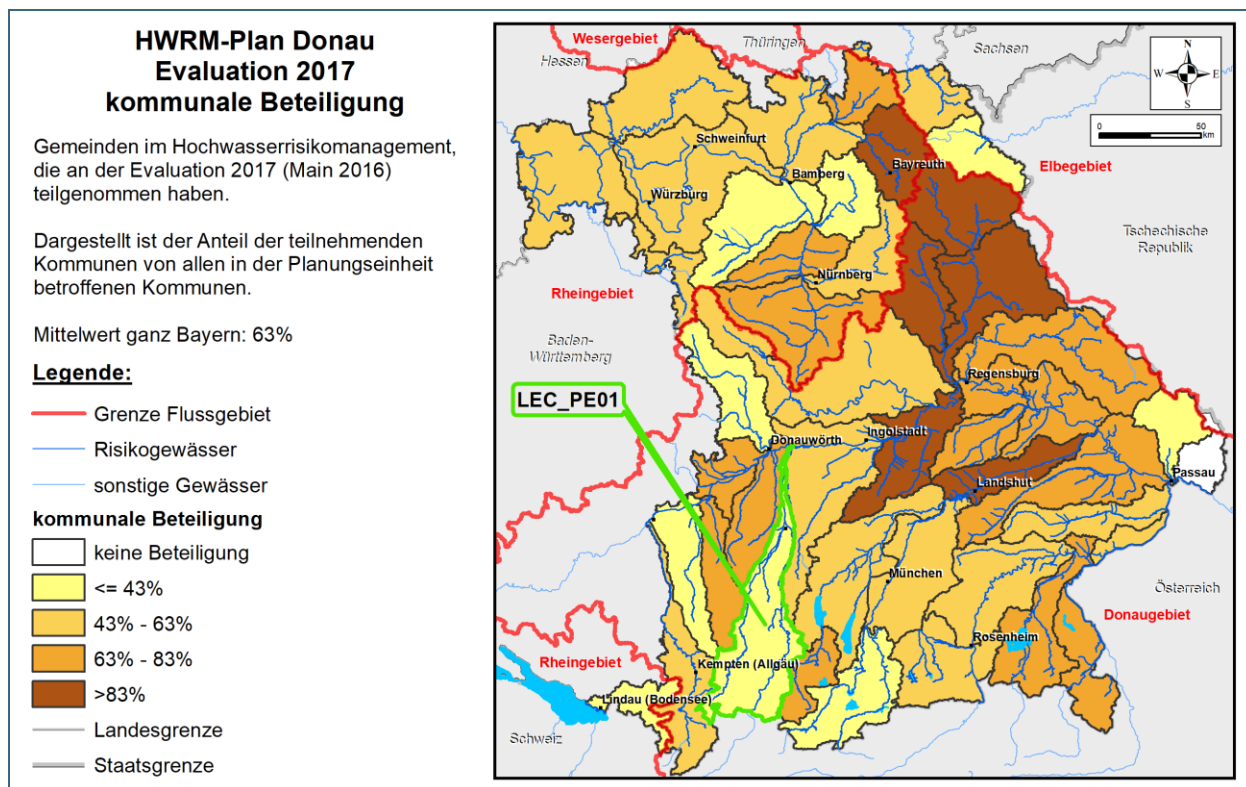 HWRM-Plan Donau
Evaluation 2017
kommunale Beteiligung
Gemeinden im Hochwasserrisikomanagement,
die an der Evaluation 2017 (Main 2016)
teilgenommen haben.
Dargestellt ist der Anteil der teilnehmenden
Kommunen von allen in der Planungseinheit
betroffenen Kommunen.
Mittelwert ganz Bayern: 63%
Legende:
Grenze Flussgebiet
Risikogewässer
sonstige Gewässer
kommunale Beteiligung
keine Beteiligung
<= 43%
43% - 63%
63% - 83%
>83%
Landesgrenze
Staatsgrenze
Wesergebiet
Thüringen
Hessen
Sachsen
N
W E
S
0 50
km
Schweinfurt
Bayreuth
Bamberg
Würzburg
Elbegebiet
Tschechische
Republik
Nürnberg
Rheingebiet
Baden-
Württemberg
Regensburg
LEC_PE01
Ingolstadt
Donauwörth
Passau
Landshut
München
Österreich
Donaugebiet
Rosenheim
Rheingebiet
Kempten (Allgäu)
Lindau (Bodensee)
Schweiz